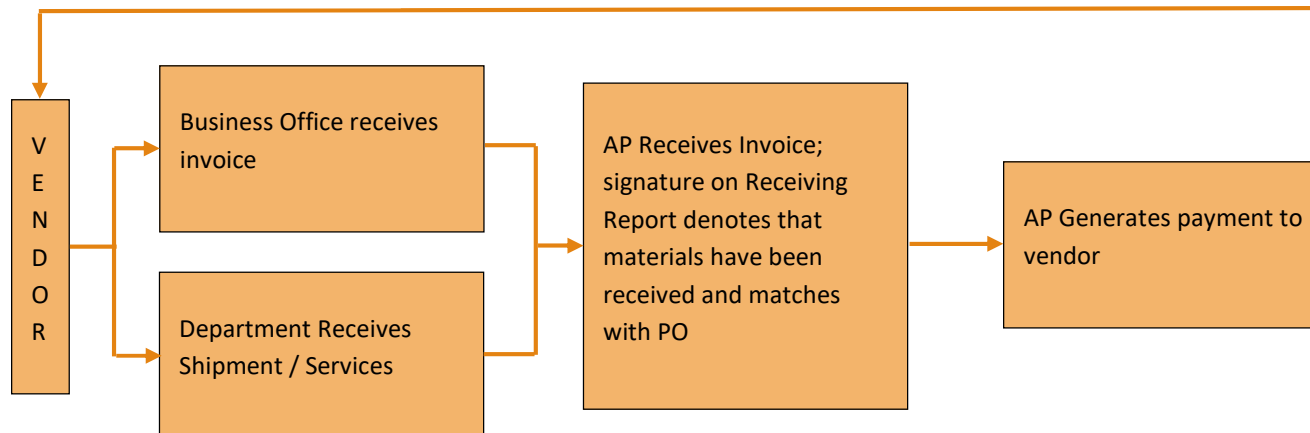 VENDOR
Business Office receives
invoice
Department Receives
Shipment / Services
AP Receives Invoice;
signature on Receiving
Report denotes that
materials have been
received and matches
with PO
AP Generates payment to
vendor